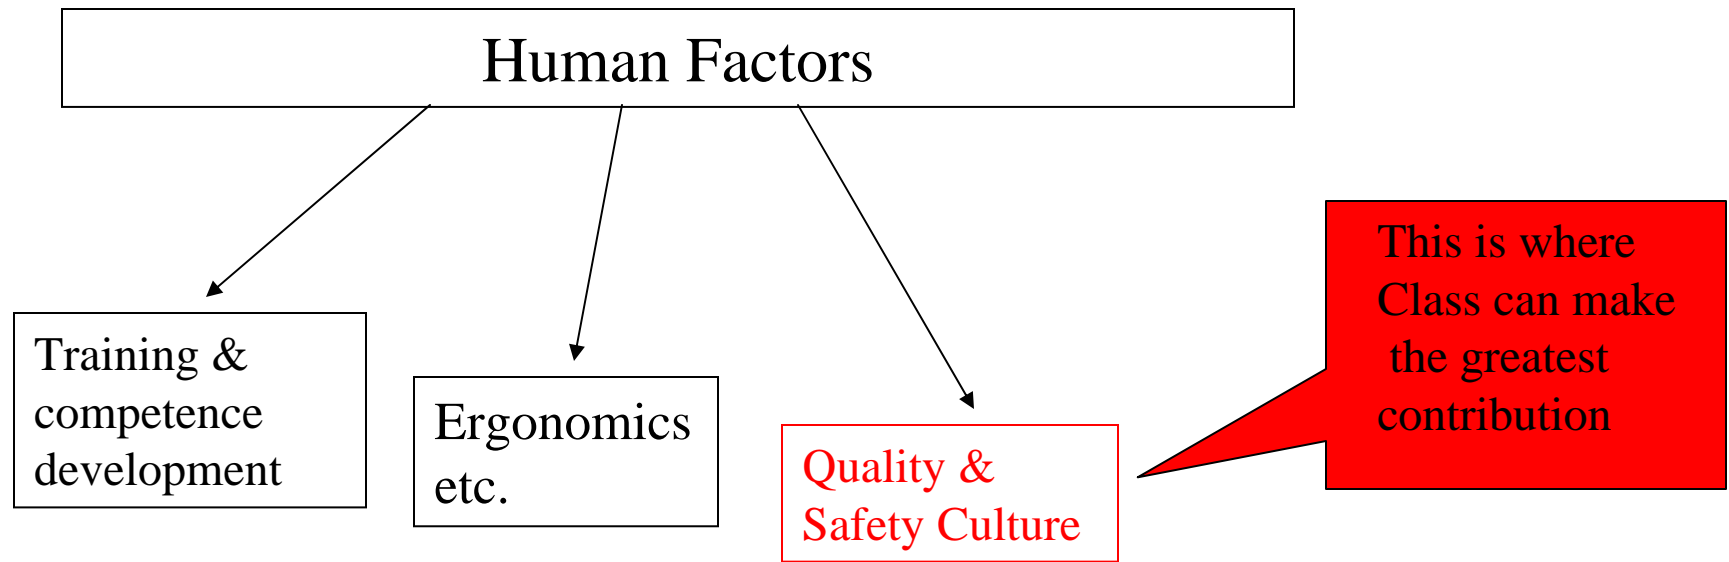 Human Factors
Training &
competence
development
Ergonomics
etc.
Quality &
Safety Culture
This is where
Class can make
the greatest
contribution